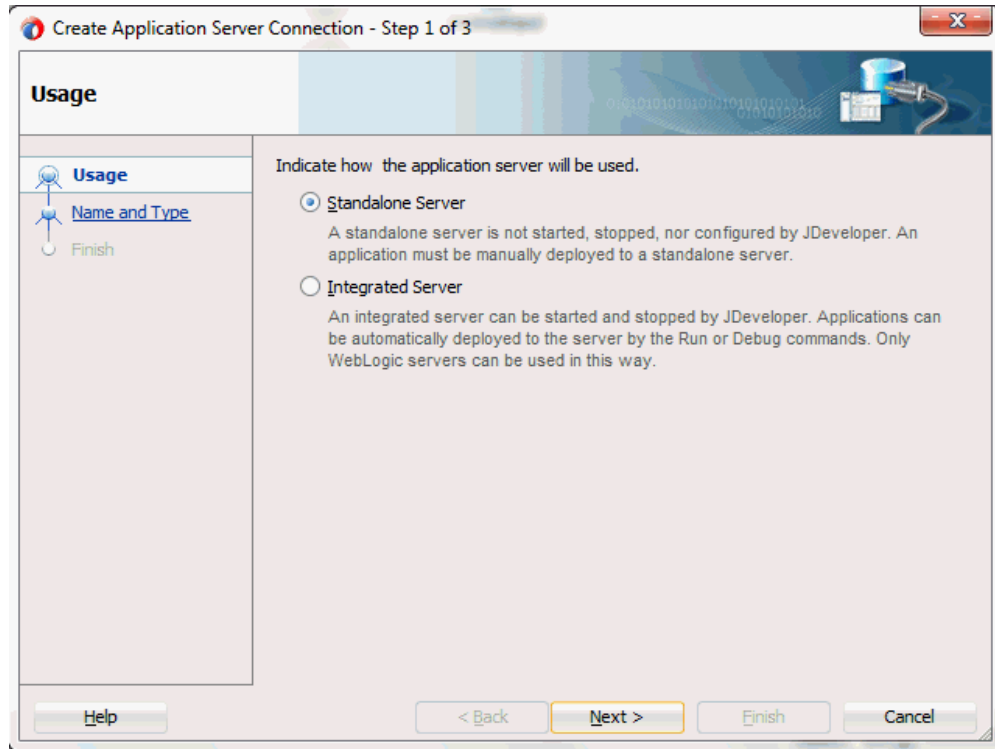 Create Application Server Connection - Step 1 of 3
Usage
Usage
Name and Type
Finish
Indicate how the application server will be used.
Standalone Server
A standalone server is not started, stopped, nor configured by JDeveloper. An
application must be manually deployed to a standalone server.
Integrated Server
An integrated server can be started and stopped by JDeveloper. Applications can
be automatically deployed to the server by the Run or Debug commands. Only
WebLogic servers can be used in this way.
Help
< Back
Next >
Finish
Cancel